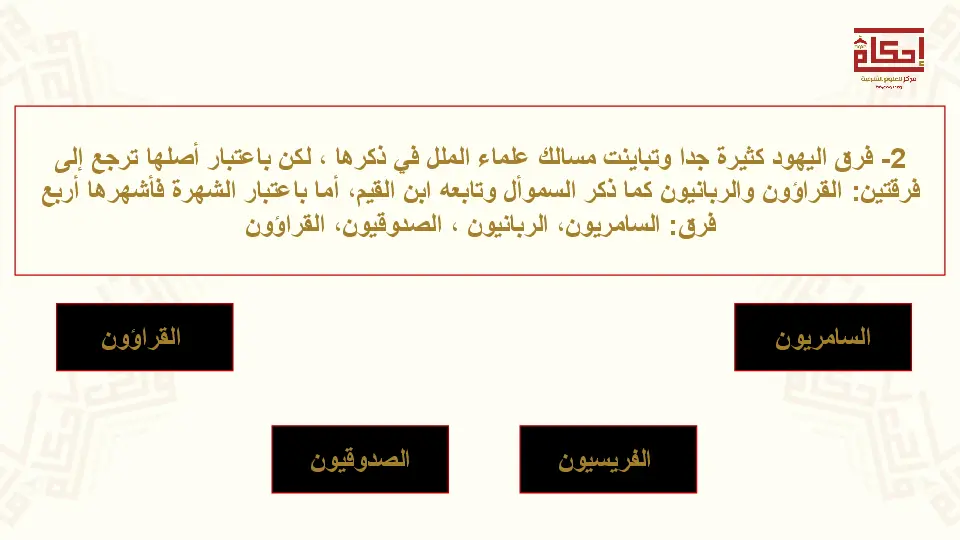 إحكام
مركز للعلوم الشرعية
2- فرق اليهود كثيرة جدا وتباينت مسالك علماء الملل في ذكرها ، لكن باعتبار أصلها ترجع إلى
فرقتين: القراؤون والربانيون كما ذكر السموأل وتابعه ابن القيم، أما باعتبار الشهرة فأشهرها أربع
فرق: السامريون، الربانيون ، الصدوقيون، القراؤون
السامريون
القراؤون
الفريسيون
الصدوقيون